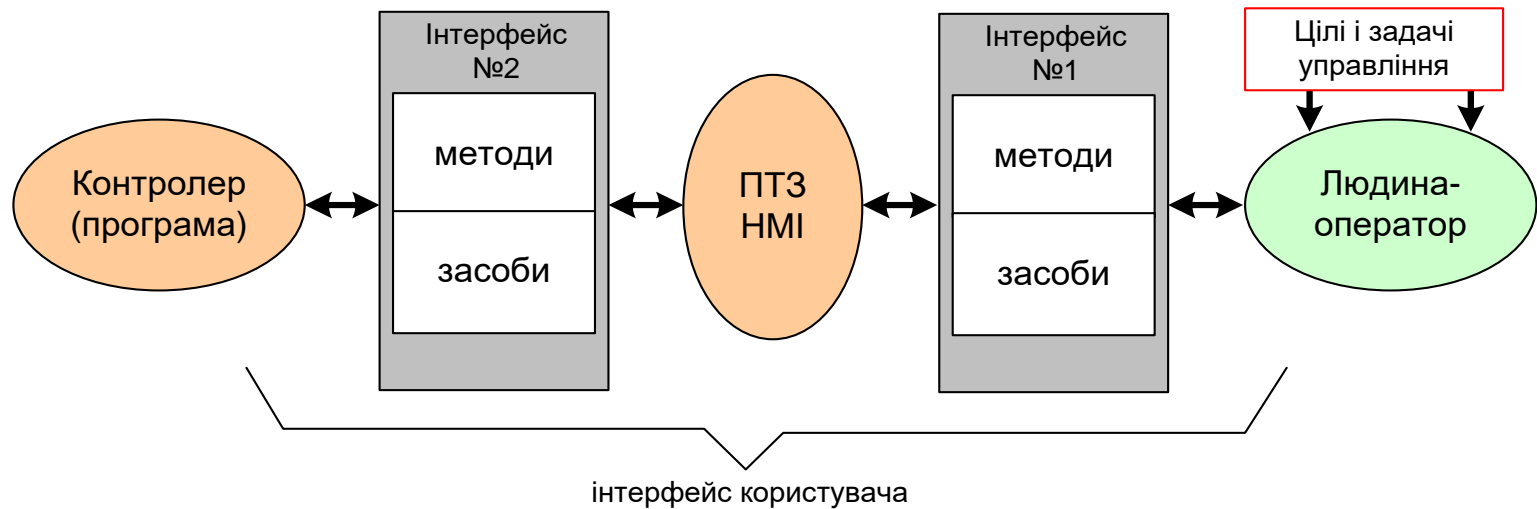 Контролер
(програма)
Інтерфейс
№2
методи
засоби
ПТЗ
HMI
Інтерфейс
№1
методи
засоби
Цілі і задачі
управління
Людина-
оператор
інтерфейс користувача